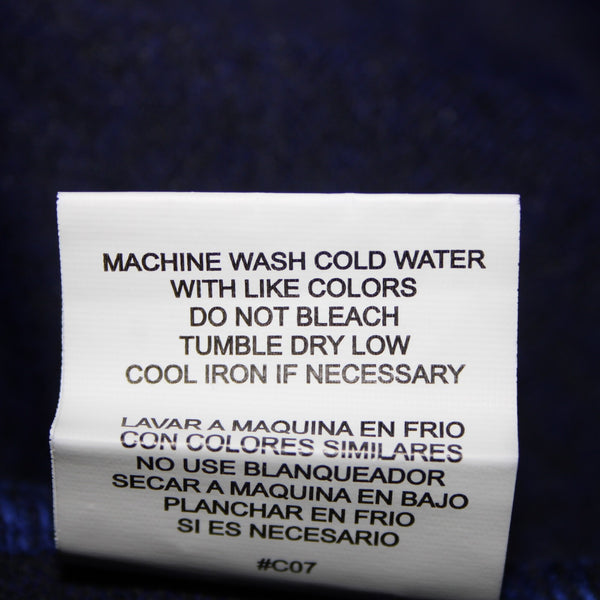 MACHINE WASH COLD WATER
WITH LIKE COLORS
DO NOT BLEACH
TUMBLE DRY LOW
COOL IRON IF NECESSARY
LAVAR A MAQUINA EN FRIO
CON COLORES SIMILARES
NO USE BLANQUEADOR
SECAR A MAQUINA EN BAJO
PLANCHAR EN FRIO
SI ES NECESARIO
#C07